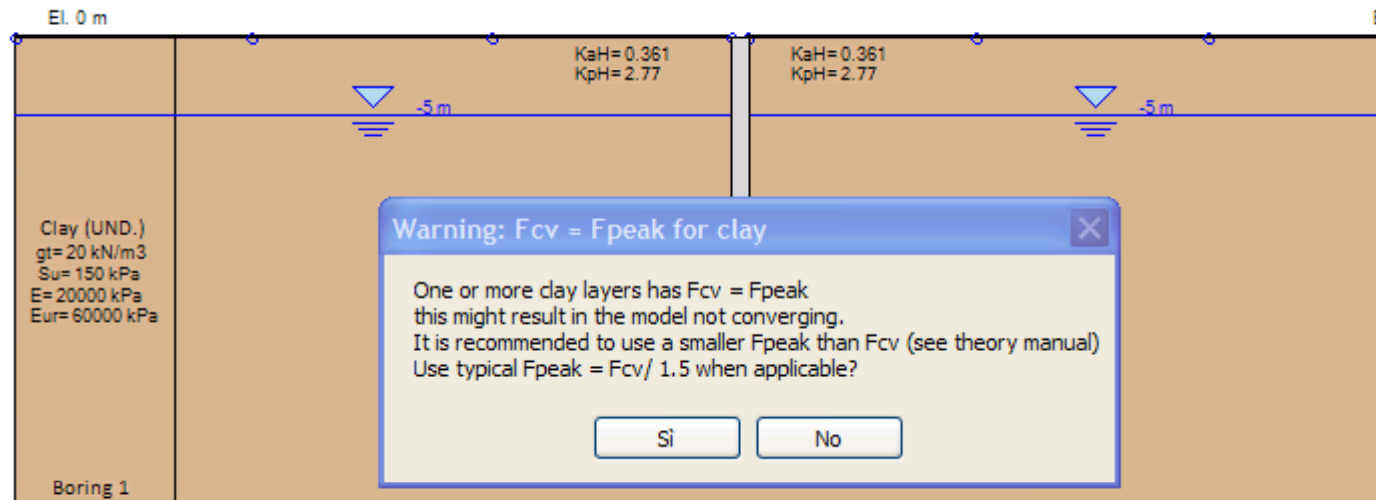 El. 0 m
KaH= 0.361
KpH= 2.77
KaH= 0.361
KpH= 2.77
-5 m
-5 m
Clay (UND.)
gt= 20 kN/m3
Su= 150 kPa
E= 20000 kPa
Eur= 60000 kPa
Warning: Fcv = Fpeak for clay
One or more clay layers has Fcv = Fpeak
this might result in the model not converging.
It is recommended to use a smaller Fpeak than Fcv (see theory manual)
Use typical Fpeak = Fcv/ 1.5 when applicable?
Sì
No
Boring 1